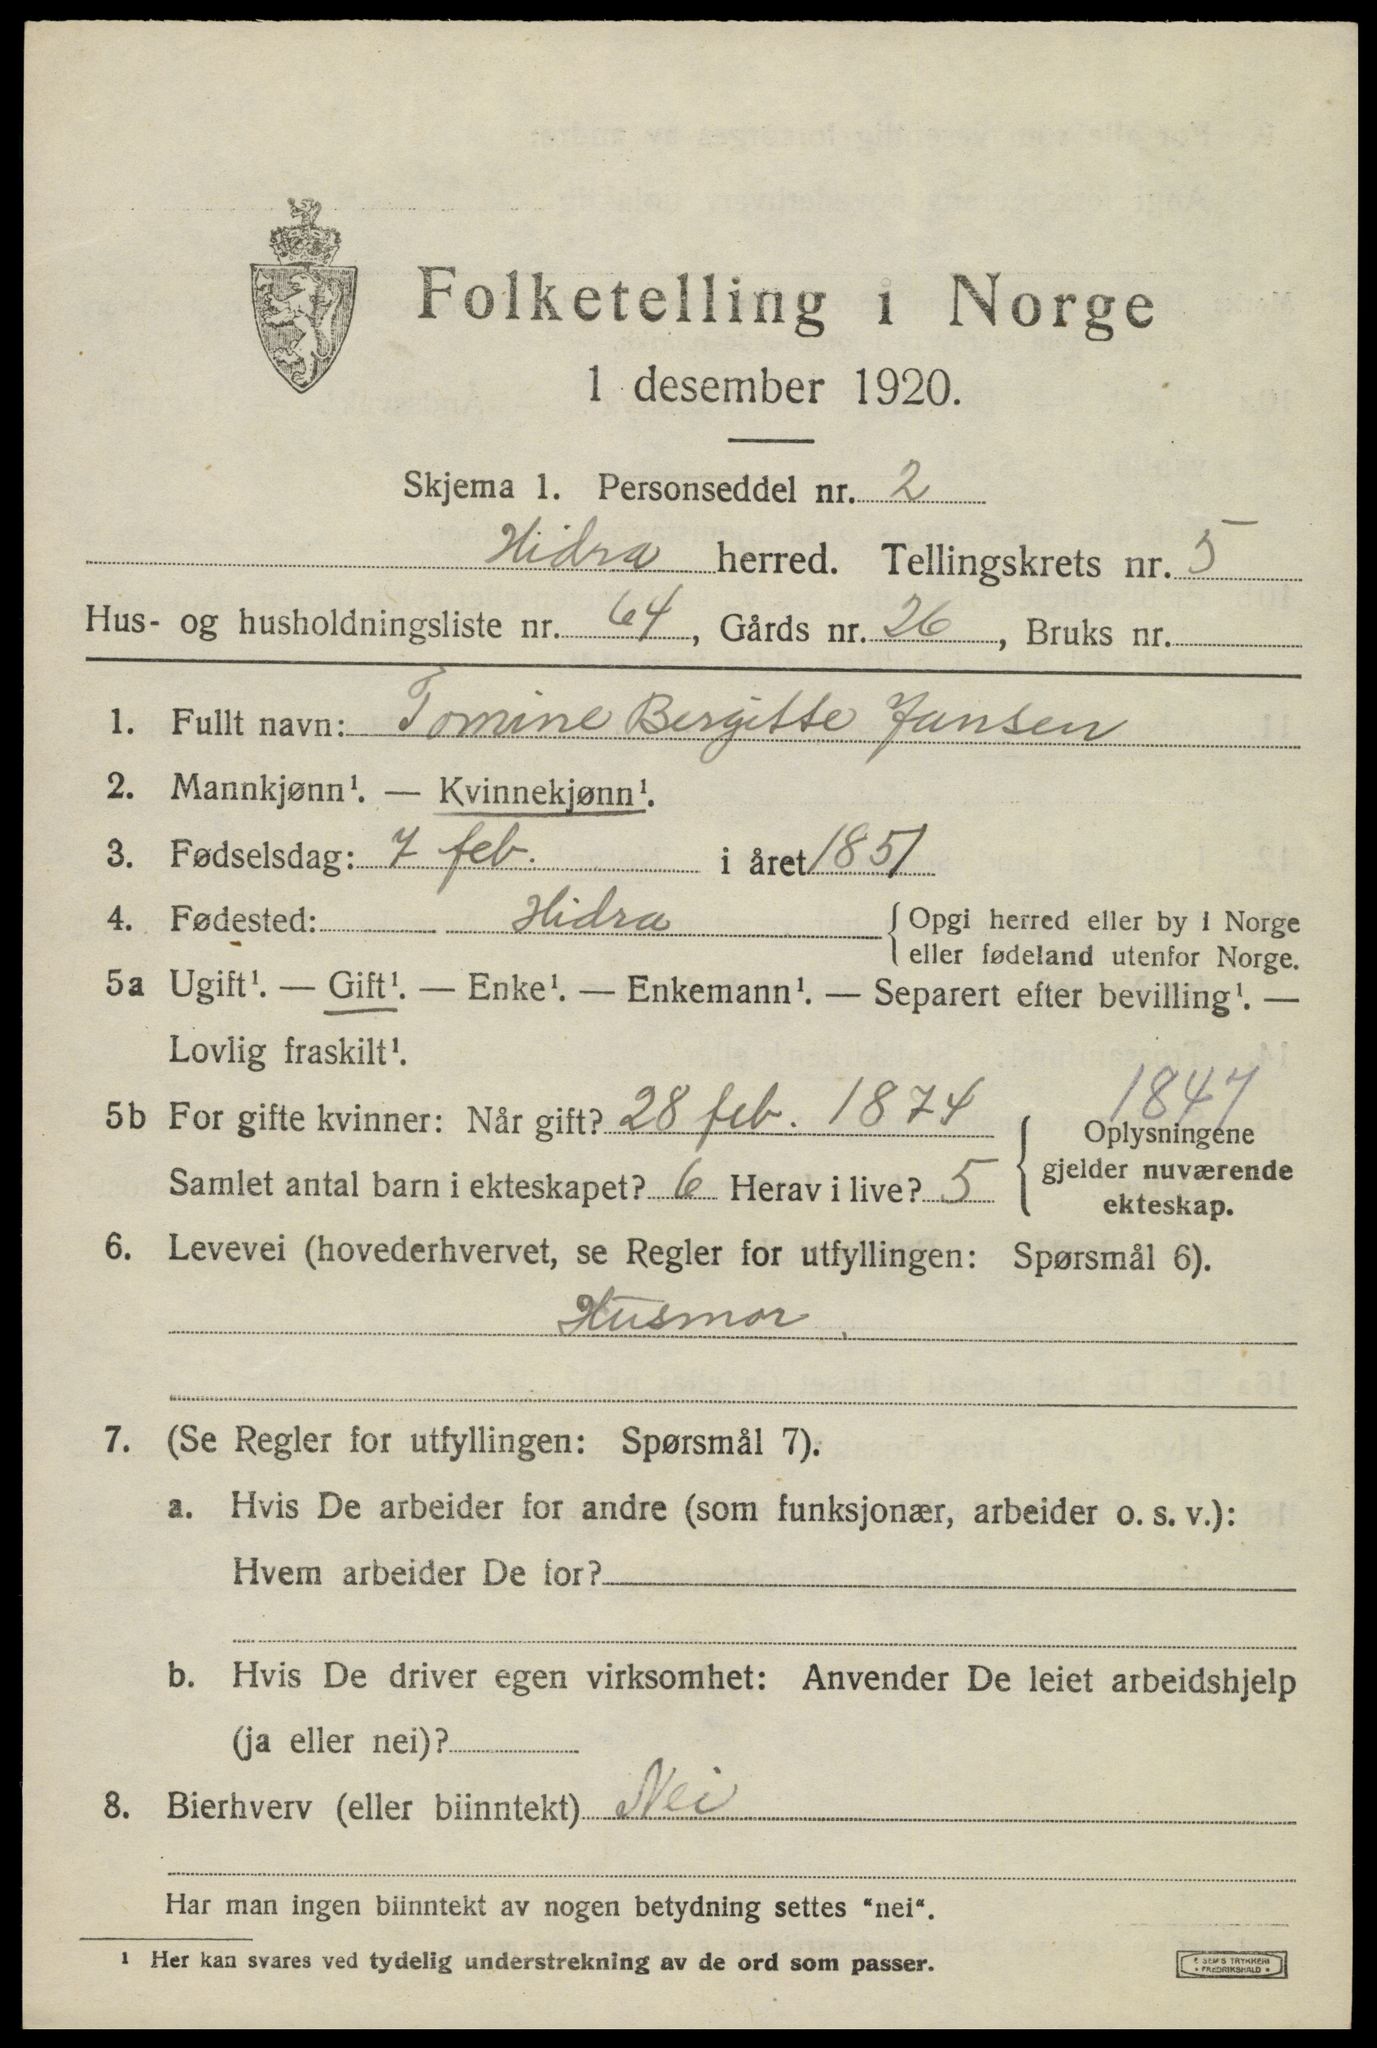 Folketelling i Norge
1 desember 1920.
Skjema 1. Personseddel nr. 2
Hidra herred. Tellingskrets nr. 5
Hus- og husholdningsliste nr. 64, Gårds nr. 26, Bruks nr.
1. Fullt navn: Tomine Bergitte Jansen
2. Mannkjønn¹. — Kvinnekjønn¹.
3. Fødselsdag: 7 feb. i året 1851
4. Fødested: Hidra { Opgi herred eller by i Norge
eller fødeland utenfor Norge.
5a Ugift¹. — Gift¹. — Enke¹. — Enkemann¹. — Separert efter bevilling¹. —
Lovlig fraskilt¹.
1847
5b For gifte kvinner: Når gift? 28 feb. 1874 { Oplysningene
gjelder nuværende
Samlet antal barn i ekteskapet? 6 Herav i live? 5
ekteskap.
6. Levevei (hovederhvervet, se Regler for utfyllingen: Spørsmål 6).
Husmor.
7. (Se Regler for utfyllingen: Spørsmål 7).
a. Hvis De arbeider for andre (som funksjonær, arbeider o. s. v.):
Hvem arbeider De for?
b. Hvis De driver egen virksomhet: Anvender De leiet arbeidshjelp
(ja eller nei)?
8. Bierhverv (eller biinntekt) Nei
Har man ingen biinntekt av nogen betydning settes “nei“.
¹ Her kan svares ved tydelig understrekning av de ord som passer.
E SEM'S TRYKKERI
• FREDRIKSHALD •